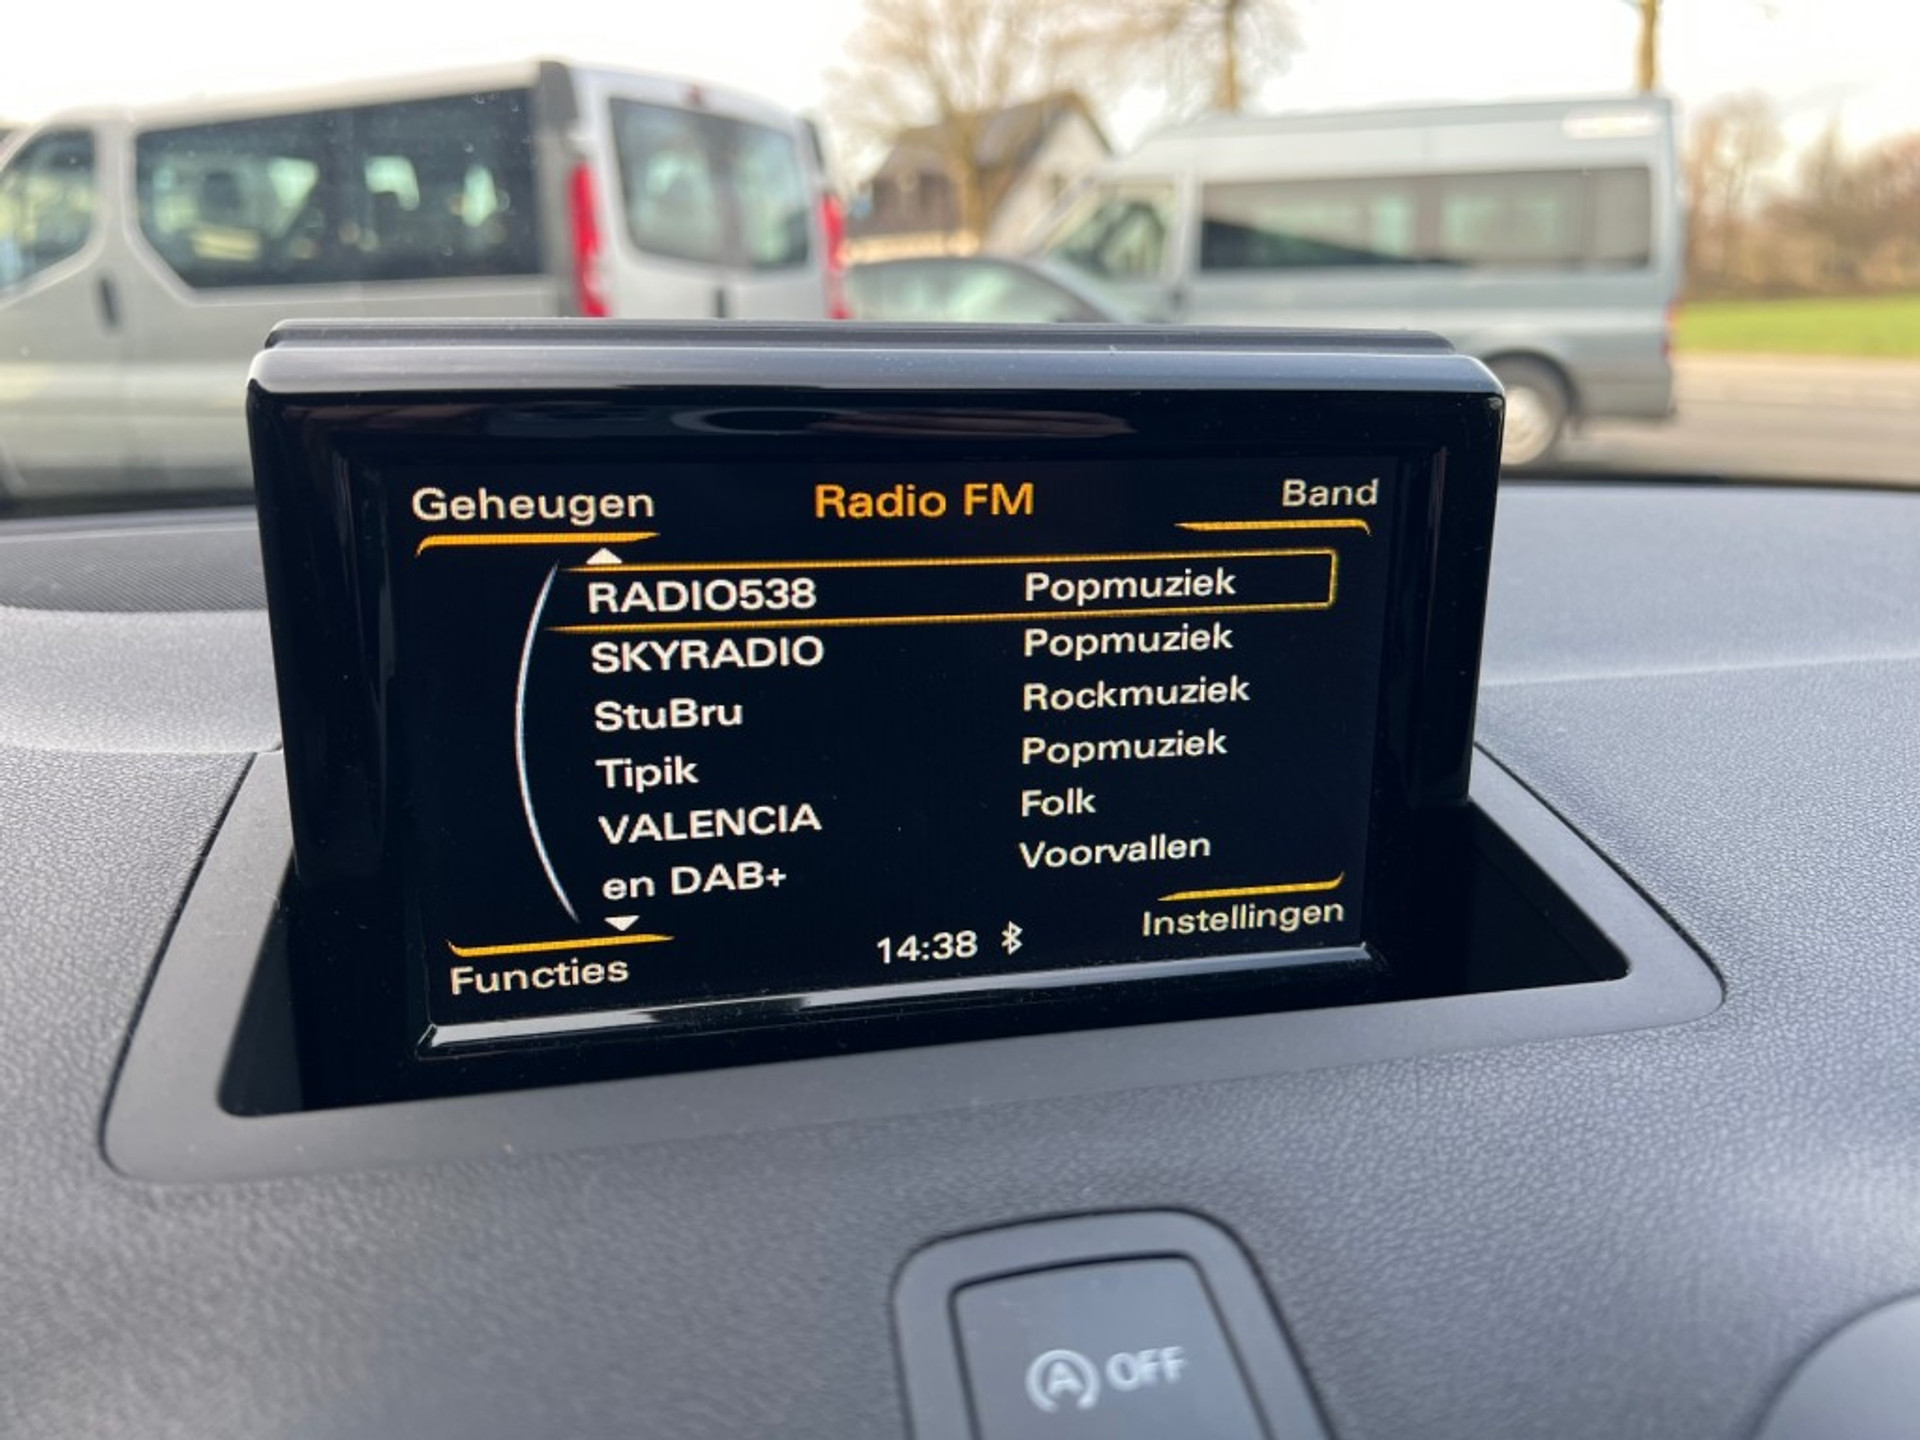 Geheugen Radio FM Band
RADIO538 Popmuziek
SKYRADIO Popmuziek
StuBru Rockmuziek
Tipik Popmuziek
VALENCIA Folk
en DAB+ Voorvallen
Functies 14:38 Instellingen
A OFF